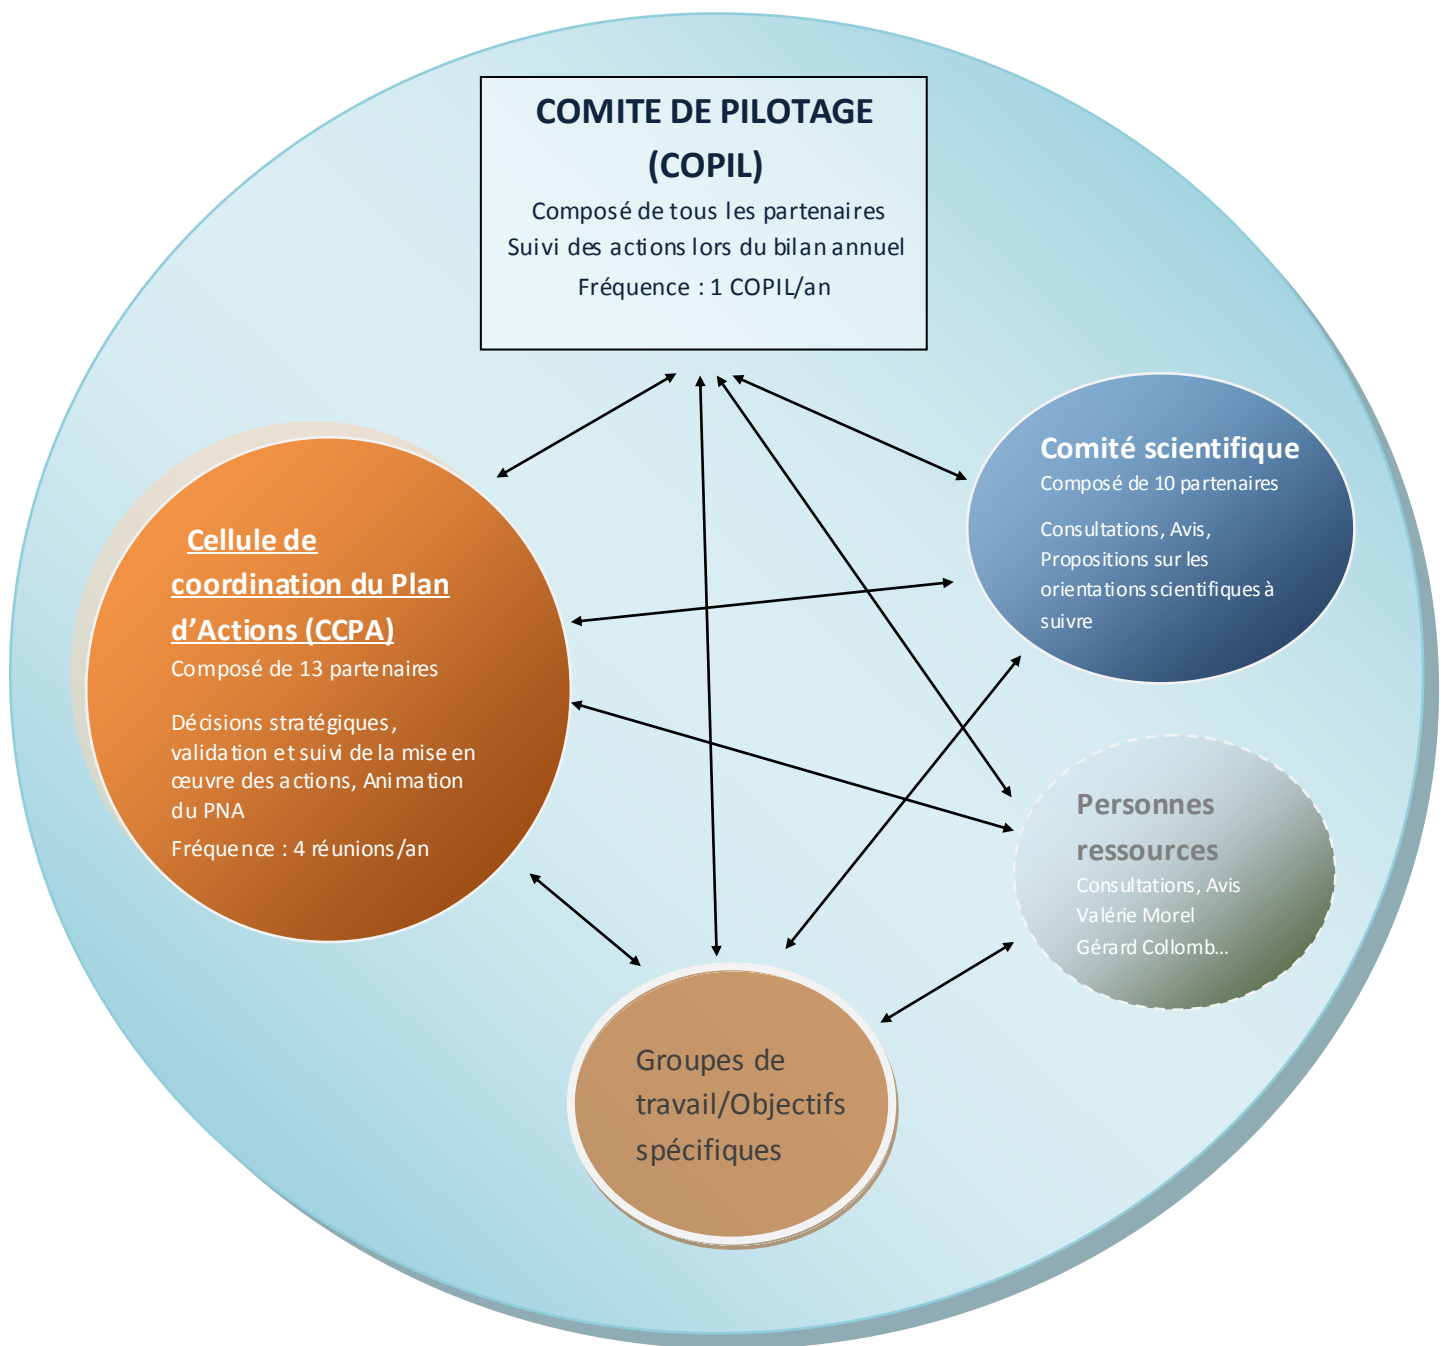 COMITE DE PILOTAGE
(COPIL)
Composé de tous les partenaires
Suivi des actions lors du bilan annuel
Fréquence : 1 COPIL/an
Cellule de
coordination du Plan
d’Actions (CCPA)
Composé de 13 partenaires
Décisions stratégiques,
validation et suivi de la mise en
œuvre des actions, Animation
du PNA
Fréquence : 4 réunions/an
Comité scientifique
Composé de 10 partenaires
Consultations, Avis,
Propositions sur les
orientations scientifiques à
suivre
Personnes
ressources
Consultations, Avis
Valérie Morel
Gérard Collomb…
Groupes de
travail/Objectifs
spécifiques